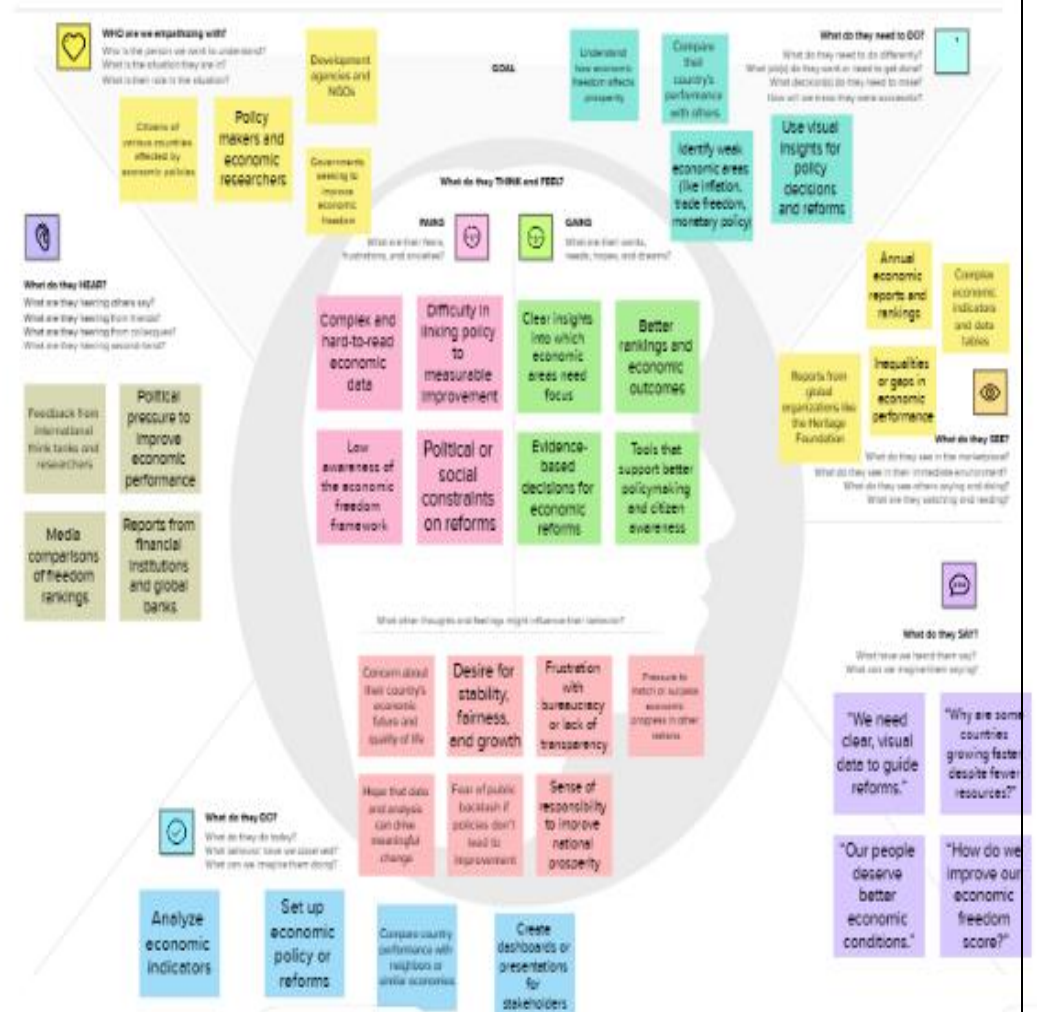 WHO are we empathizing with?
Who is the person we want to understand?
What is the situation they are in?
What is their role in the situation?
Development
agencies and
NGOs
Citizens of
various countries
affected by
economic policies
Policy
makers and
economic
researchers
Governments
seeking to
improve
economic
freedom
GOAL
What do they need to DO?
What do they need to do differently?
What job(s) do they want or need to get done?
What decision(s) do they need to make?
How will we know they were successful?
Understand
how economic
freedom affects
prosperity
Compare
their
country's
performance
with others
Identify weak
economic areas
(like inflation,
trade freedom,
monetary policy)
Use visual
insights for
policy
decisions
and reforms
What do they HEAR?
What are they hearing others say?
What are they hearing from friends?
What are they hearing from colleagues?
What are they hearing second-hand?
Feedback from
international
think tanks and
researchers
Political
pressure to
improve
economic
performance
Media
comparisons
of freedom
rankings
Reports from
financial
institutions
and global
banks
What do they THINK and FEEL?
PAINS
What are their fears,
frustrations, and anxieties?
GAINS
What are their wants,
needs, hopes, and dreams?
Complex and
hard-to-read
economic
data
Difficulty in
linking policy
to
measurable
improvement
Low
awareness of
the economic
freedom
framework
Political or
social
constraints
on reforms
Clear insights
into which
economic
areas need
focus
Better
rankings and
economic
outcomes
Evidence-
based
decisions for
economic
reforms
Tools that
support better
policymaking
and citizen
awareness
Annual
economic
reports and
rankings
Complex
economic
indicators
and data
tables
Reports from
global
organizations like
the Heritage
Foundation
Inequalities
or gaps in
economic
performance
What do they SEE?
What do they see in the marketplace?
What do they see in their immediate environment?
What do they see others saying and doing?
What are they watching and reading?
What other thoughts and feelings might influence their behavior?
Concern about
their country's
economic
future and
quality of life
Desire for
stability,
fairness,
and growth
Frustration
with
bureaucracy
or lack of
transparency
Pressure to
match or surpass
economic
progress in other
nations
Hope that data
and analysis
can drive
meaningful
change
Fear of public
backlash if
policies don't
lead to
improvement
Sense of
responsibility
to improve
national
prosperity
What do they SAY?
What have we heard them say?
What can we imagine them saying?
"We need
clear, visual
data to guide
reforms."
"Why are some
countries
growing faster
despite fewer
resources?"
"Our people
deserve
better
economic
conditions."
"How do we
improve our
economic
freedom
score?"
What do they DO?
What do they do today?
What behavior have we observed?
What can we imagine them doing?
Analyze
economic
indicators
Set up
economic
policy or
reforms
Compare country
performance with
neighbors or
similar economies
Create
dashboards or
presentations
for
stakeholders